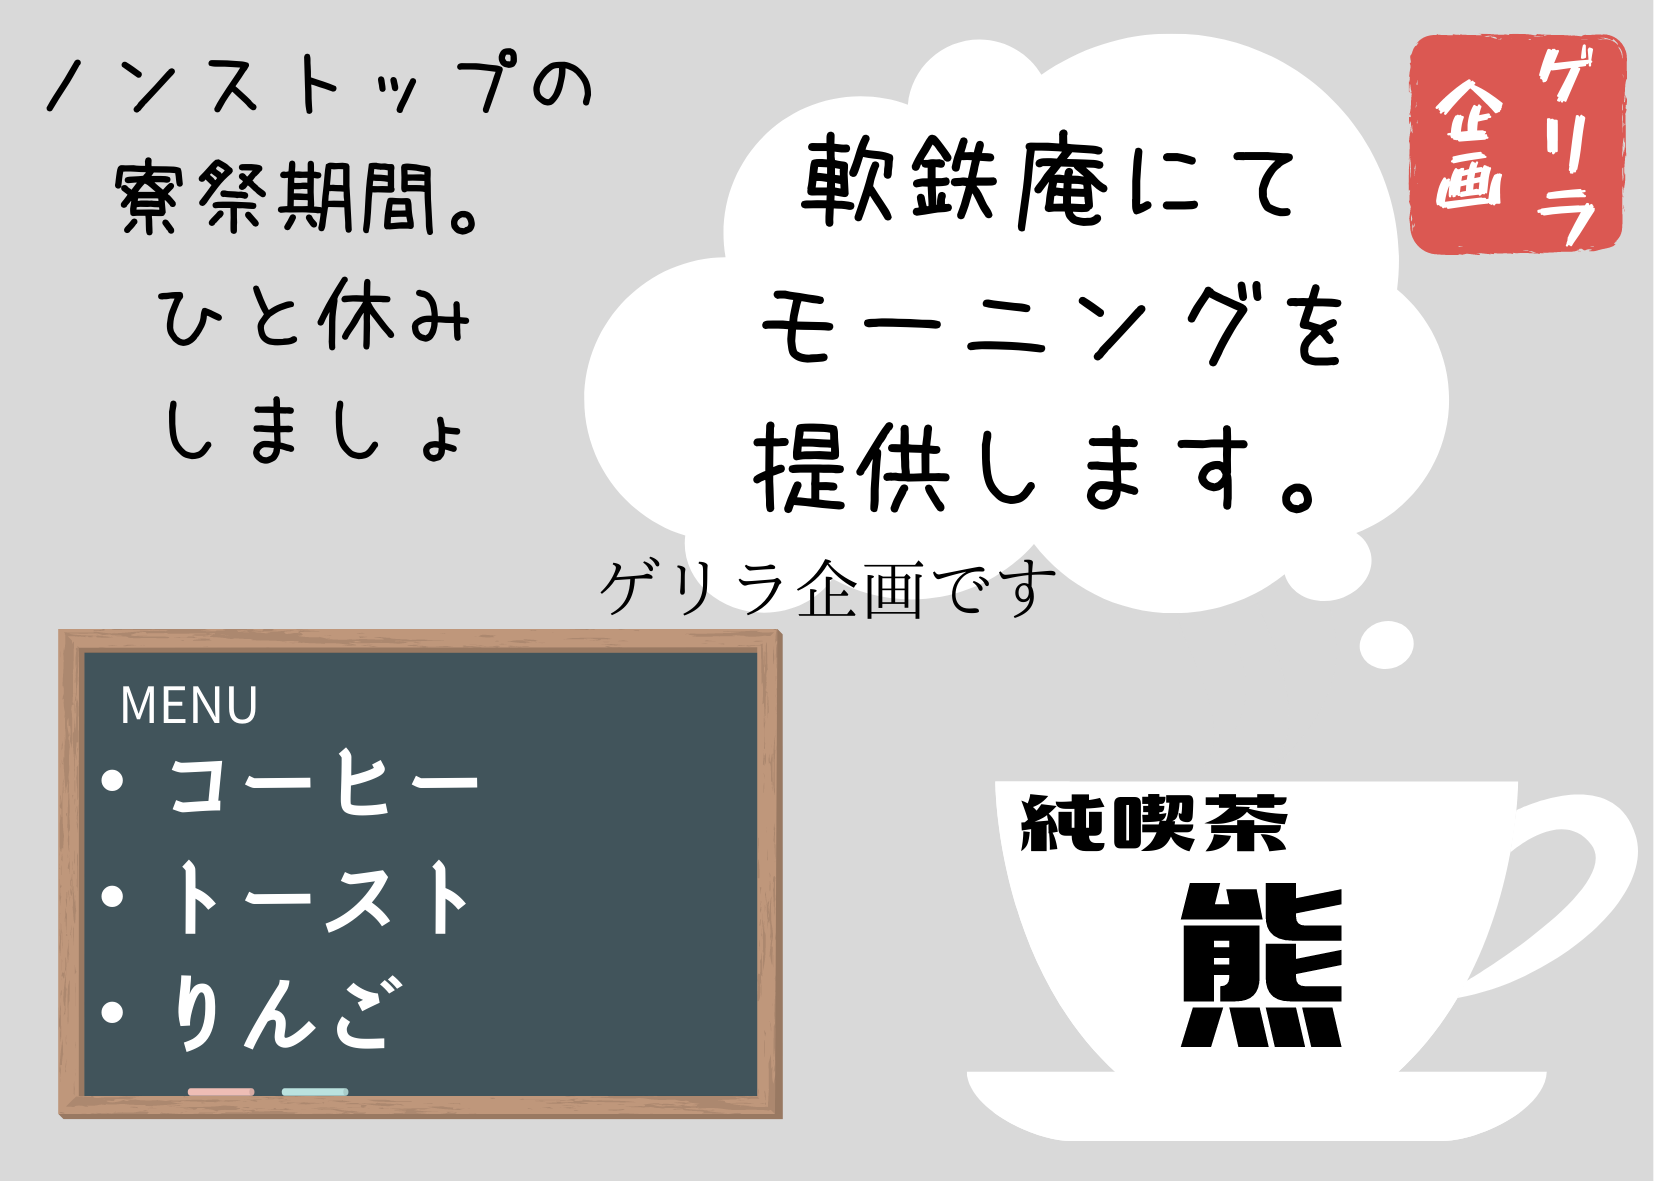 ノンストップの
寮祭期間。
ひと休み
しましょ
軟鉄庵にて
モーニングを
提供します。
ゲリラ
企画
ゲリラ企画です
MENU
• コーヒー
• トースト
• りんご
純喫茶
熊